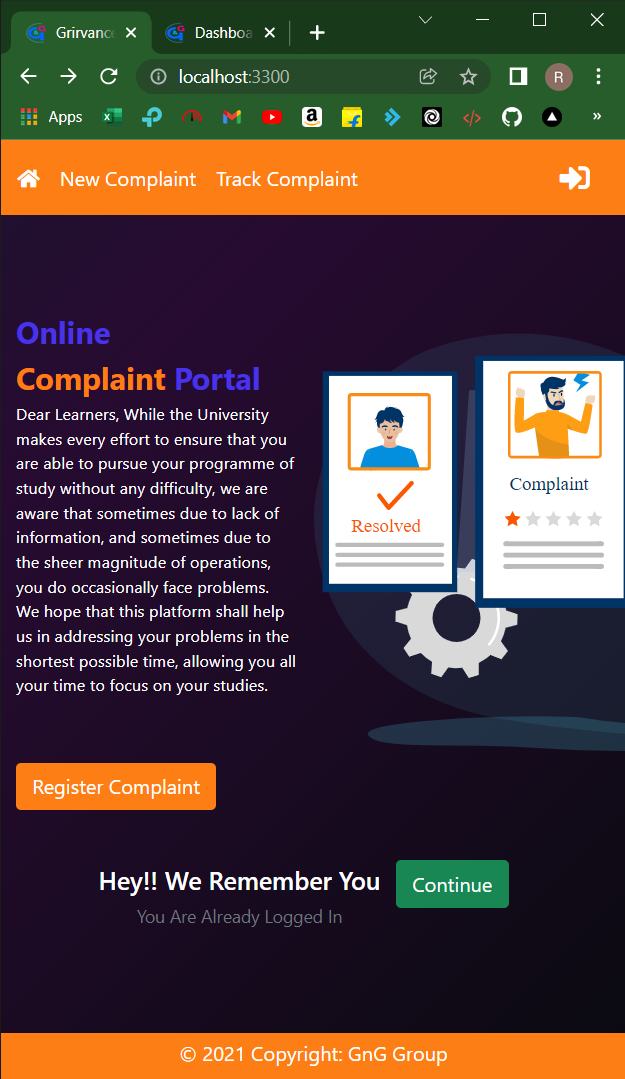 Grirvance
Dashboa
localhost:3300
R
Apps
New Complaint
Track Complaint
Online
Complaint Portal
Dear Learners, While the University
makes every effort to ensure that you
are able to pursue your programme of
study without any difficulty, we are
aware that sometimes due to lack of
information, and sometimes due to
the sheer magnitude of operations,
you do occasionally face problems.
We hope that this platform shall help
us in addressing your problems in the
shortest possible time, allowing you all
your time to focus on your studies.
Resolved
Complaint
Register Complaint
Hey!! We Remember You
Continue
You Are Already Logged In
© 2021 Copyright: GnG Group